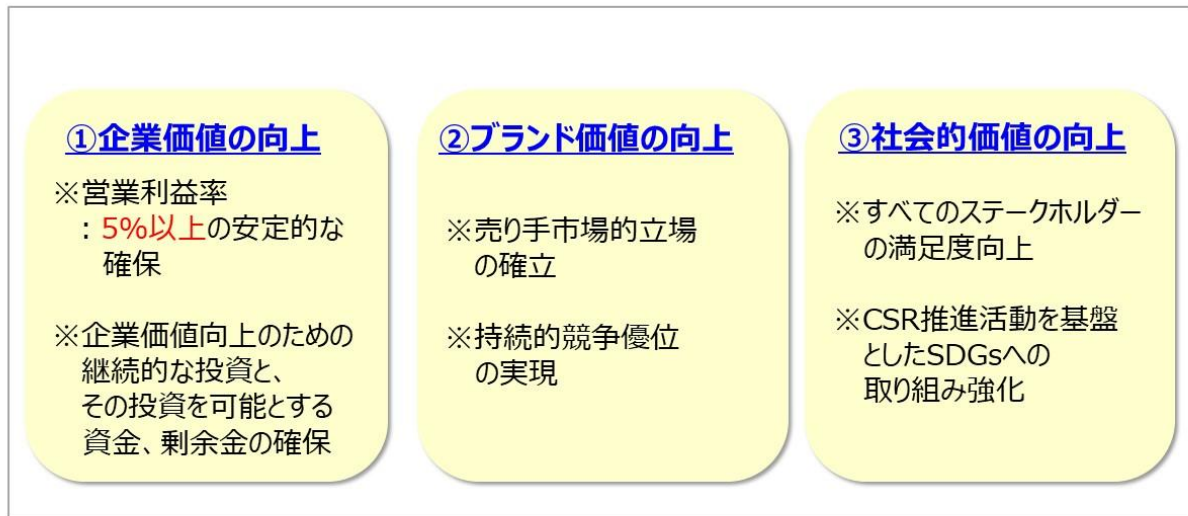 ①企業価値の向上
※営業利益率
：5%以上の安定的な
確保
※企業価値向上のための
継続的な投資と、
その投資を可能とする
資金、剰余金の確保
②ブランド価値の向上
※売り手市場的立場
の確立
※持続的競争優位
の実現
③社会的価値の向上
※すべてのステークホルダー
の満足度向上
※CSR推進活動を基盤
としたSDGsへの
取り組み強化